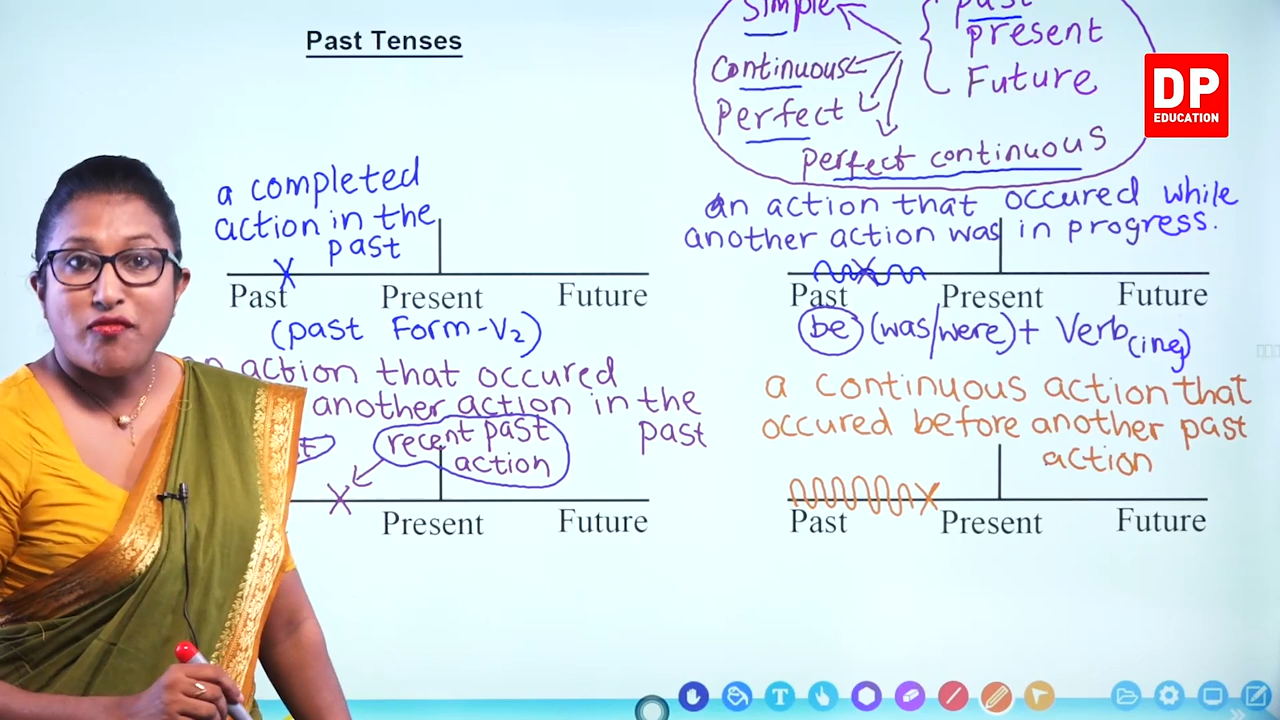 Past Tenses
simple
past
present
Future
continuous
perfect
perfect continuous
DP
EDUCATION
a completed
action in the
past
Past Present Future
(past Form-V2)
an action that occured while
another action was in progress.
Past Present Future
be (was/were) + Verb(ing)
an action that occured
another action in the
past
recent past
action
Present Future
a continuous action that
occured before another past
action
Past Present Future